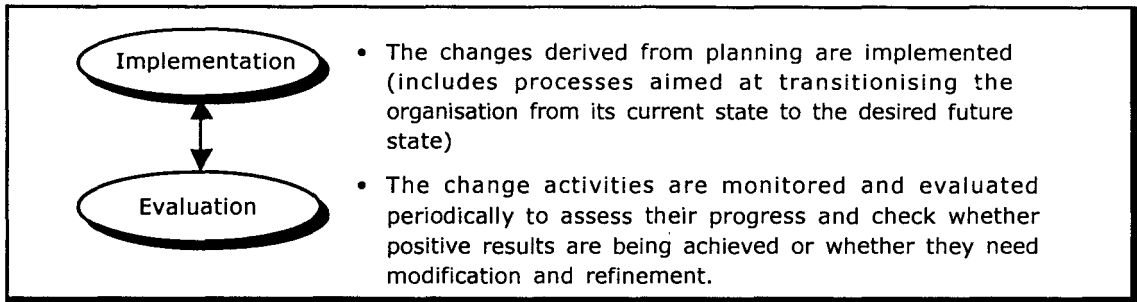 Implementation
• The changes derived from planning are implemented
(includes processes aimed at transitionising the
organisation from its current state to the desired future
state)
Evaluation
• The change activities are monitored and evaluated
periodically to assess their progress and check whether
positive results are being achieved or whether they need
modification and refinement.